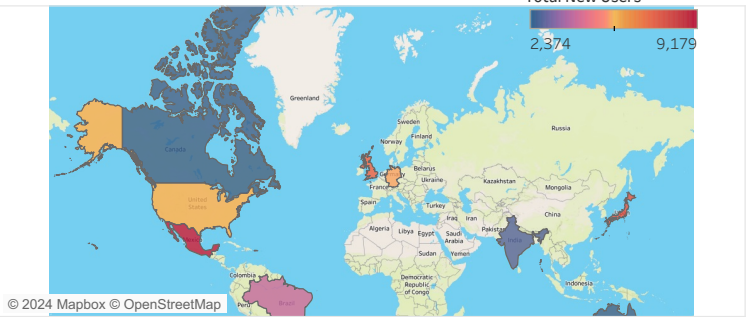 Total New Users
2,374
9,179
Greenland
Russia
Sweden
Finland
Norway
Canada
Belarus
Germany
Ukraine
France
Kazakhstan
Mongolia
Spain
Turkey
China
United
States
Iraq
Iran
Algeria
Libya
Egypt
Saudi
Arabia
Pakistan
India
Mexico
Sudan
Yemen
Colombia
Democratic
Republic
of Congo
Indonesia
Peru
Brazil
© 2024 Mapbox © OpenStreetMap